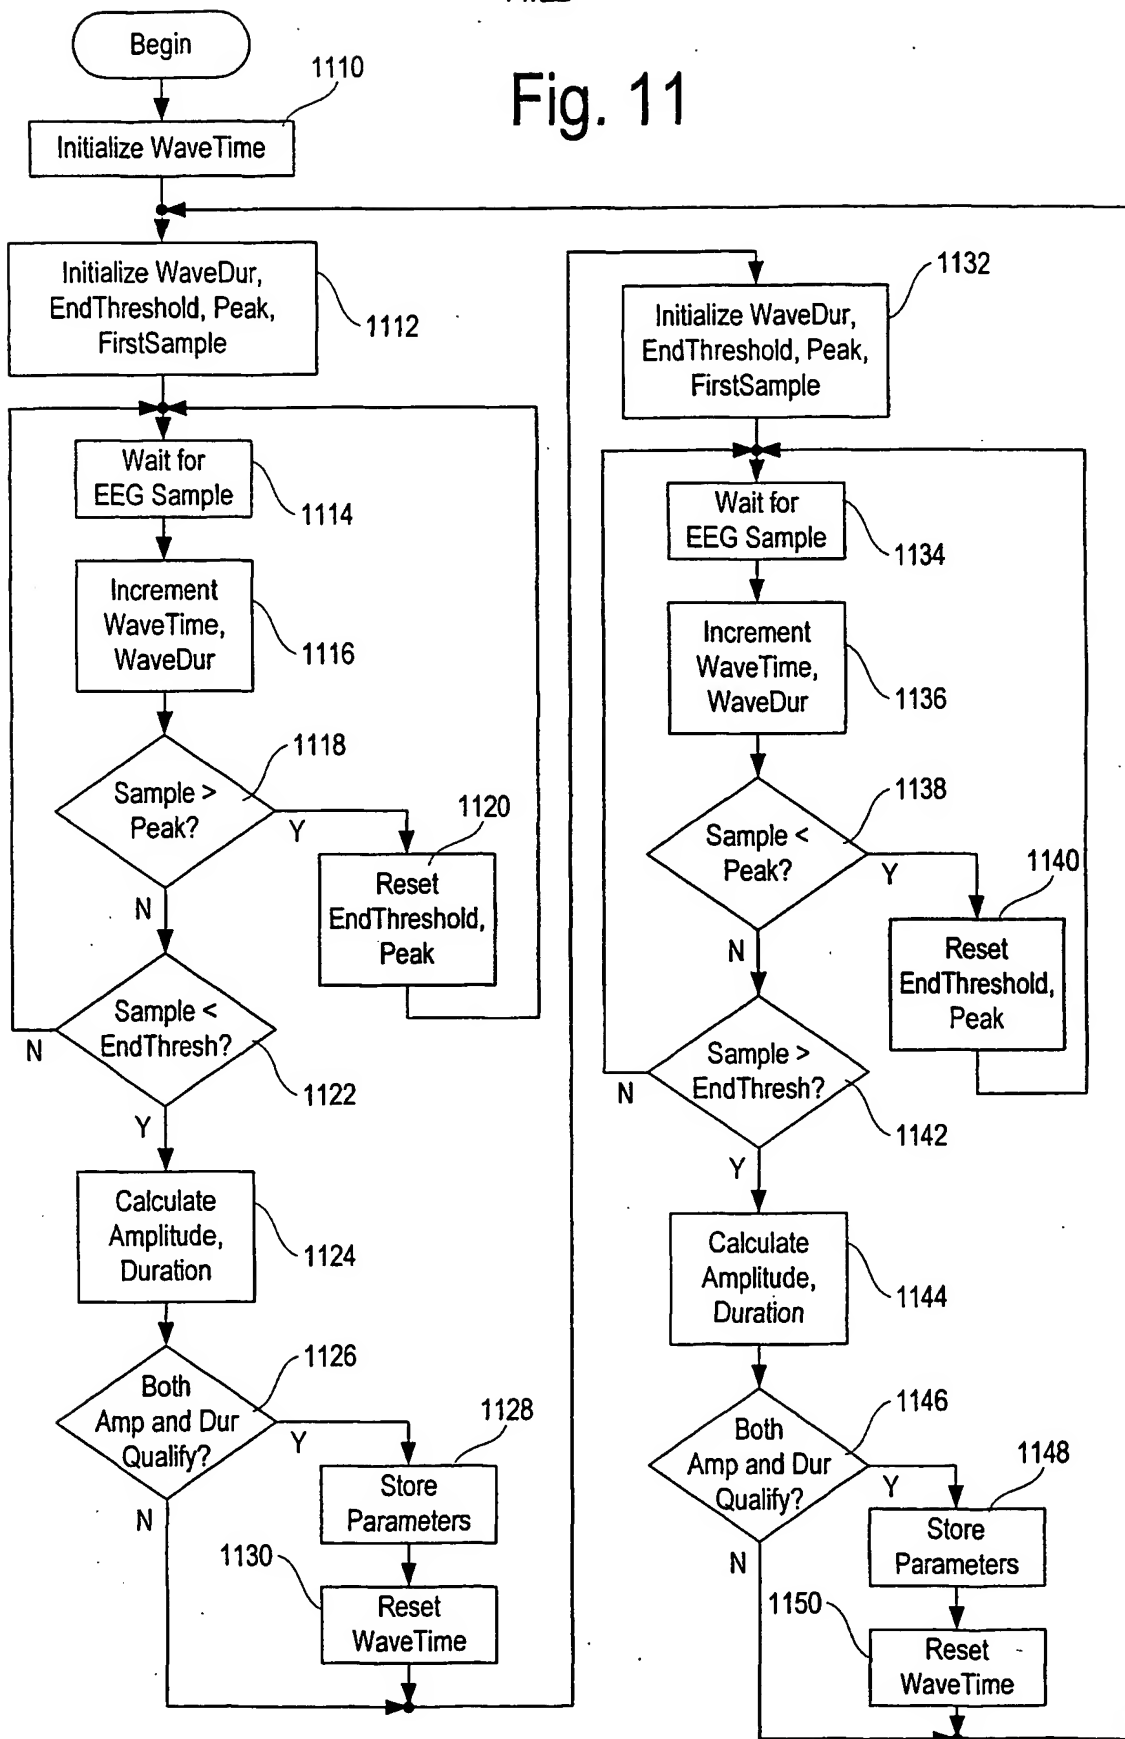 Fig. 11
Begin
1110
Initialize WaveTime
Initialize WaveDur,
EndThreshold, Peak,
FirstSample
1112
Wait for
EEG Sample
1114
Increment
WaveTime,
WaveDur
1116
Sample >
Peak?
1118
Y
N
1120
Reset
EndThreshold,
Peak
Sample <
EndThresh?
N
1122
Y
Calculate
Amplitude,
Duration
1124
Both
Amp and Dur
Qualify?
1126
Y
N
1128
Store
Parameters
1130
Reset
WaveTime
1132
Initialize WaveDur,
EndThreshold, Peak,
FirstSample
Wait for
EEG Sample
1134
Increment
WaveTime,
WaveDur
1136
Sample <
Peak?
1138
Y
N
1140
Reset
EndThreshold,
Peak
Sample >
EndThresh?
N
1142
Y
Calculate
Amplitude,
Duration
1144
Both
Amp and Dur
Qualify?
1146
Y
N
1148
Store
Parameters
1150
Reset
WaveTime